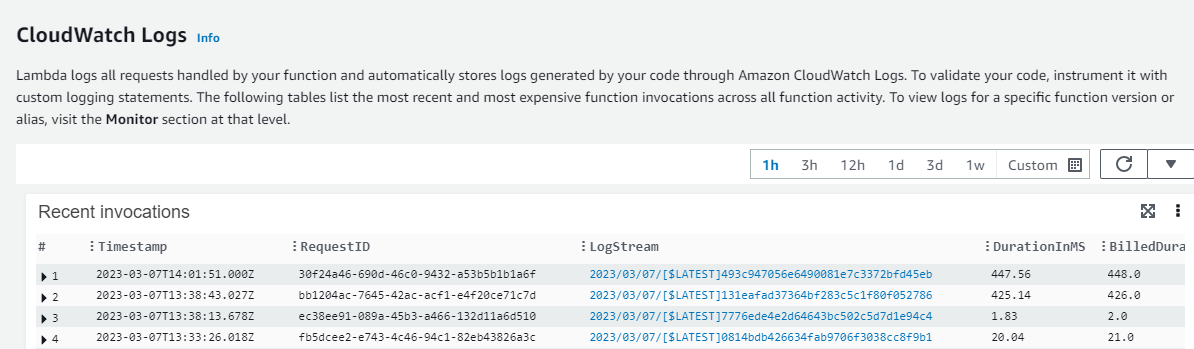 CloudWatch Logs Info
Lambda logs all requests handled by your function and automatically stores logs generated by your code through Amazon CloudWatch Logs. To validate your code, instrument it with
custom logging statements. The following tables list the most recent and most expensive function invocations across all function activity. To view logs for a specific function version or
alias, visit the Monitor section at that level.
1h 3h 12h 1d 3d 1w Custom
Recent invocations
# Timestamp RequestID LogStream DurationInMS BilledDura
1 2023-03-07T14:01:51.000Z 30f24a46-690d-46c0-9432-a53b5b1b1a6f 2023/03/07/[$LATEST]493c947056e6490081e7c3372bfd45eb 447.56 448.0
2 2023-03-07T13:38:43.027Z bb1204ac-7645-42ac-acf1-e4f20ce71c7d 2023/03/07/[$LATEST]131eafad37364bf283c5c1f80f052786 425.14 426.0
3 2023-03-07T13:38:13.678Z ec38ee91-089a-45b3-a466-132d11a6d510 2023/03/07/[$LATEST]7776ede4e2d64643bc502c5d7d1e94c4 1.83 2.0
4 2023-03-07T13:33:26.018Z fb5dcee2-e743-4c46-94c1-82eb43826a3c 2023/03/07/[$LATEST]0814bdb426634fab9706f3038cc8f9b1 20.04 21.0